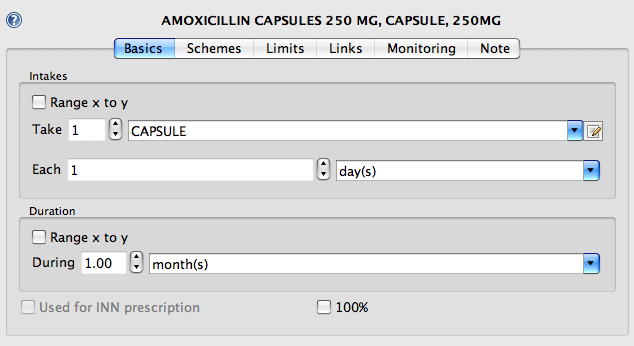 ? AMOXICILLIN CAPSULES 250 MG, CAPSULE, 250MG
Basics Schemes Limits Links Monitoring Note
Intakes
Range x to y
Take 1 CAPSULE
Each 1 day(s)
Duration
Range x to y
During 1.00 month(s)
Used for INN prescription 100%